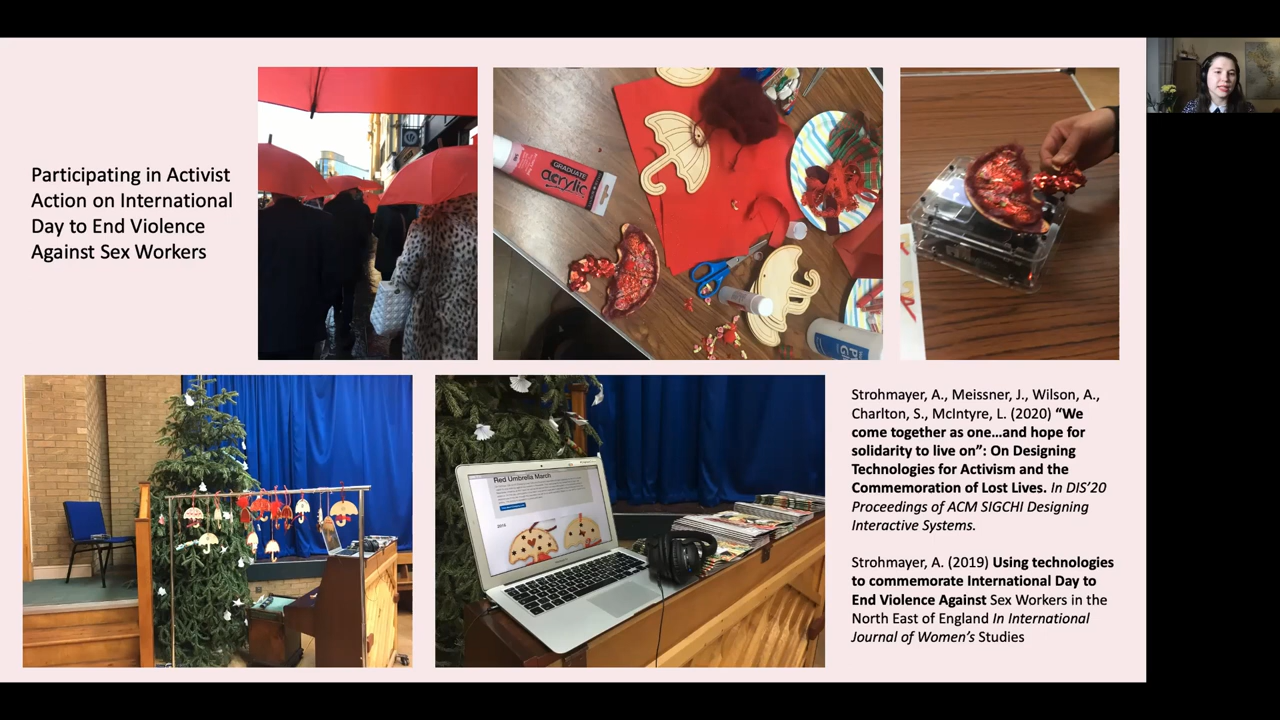 Participating in Activist
Action on International
Day to End Violence
Against Sex Workers
GRADUATE
acrylic
Red Umbrella March
Strohmayer, A., Meissner, J., Wilson, A.,
Charlton, S., McIntyre, L. (2020) “We
come together as one…and hope for
solidarity to live on”: On Designing
Technologies for Activism and the
Commemoration of Lost Lives. In DIS’20
Proceedings of ACM SIGCHI Designing
Interactive Systems.
Strohmayer, A. (2019) Using technologies
to commemorate International Day to
End Violence Against Sex Workers in the
North East of England In International
Journal of Women’s Studies